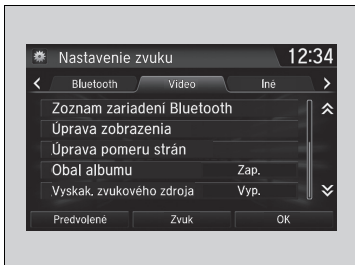 Nastavenie zvuku 12:34
Bluetooth Video Iné
Zoznam zariadení Bluetooth
Úprava zobrazenia
Úprava pomeru strán
Obal albumu Zap.
Vyskak. zvukového zdroja Vyp.
Predvolené Zvuk OK